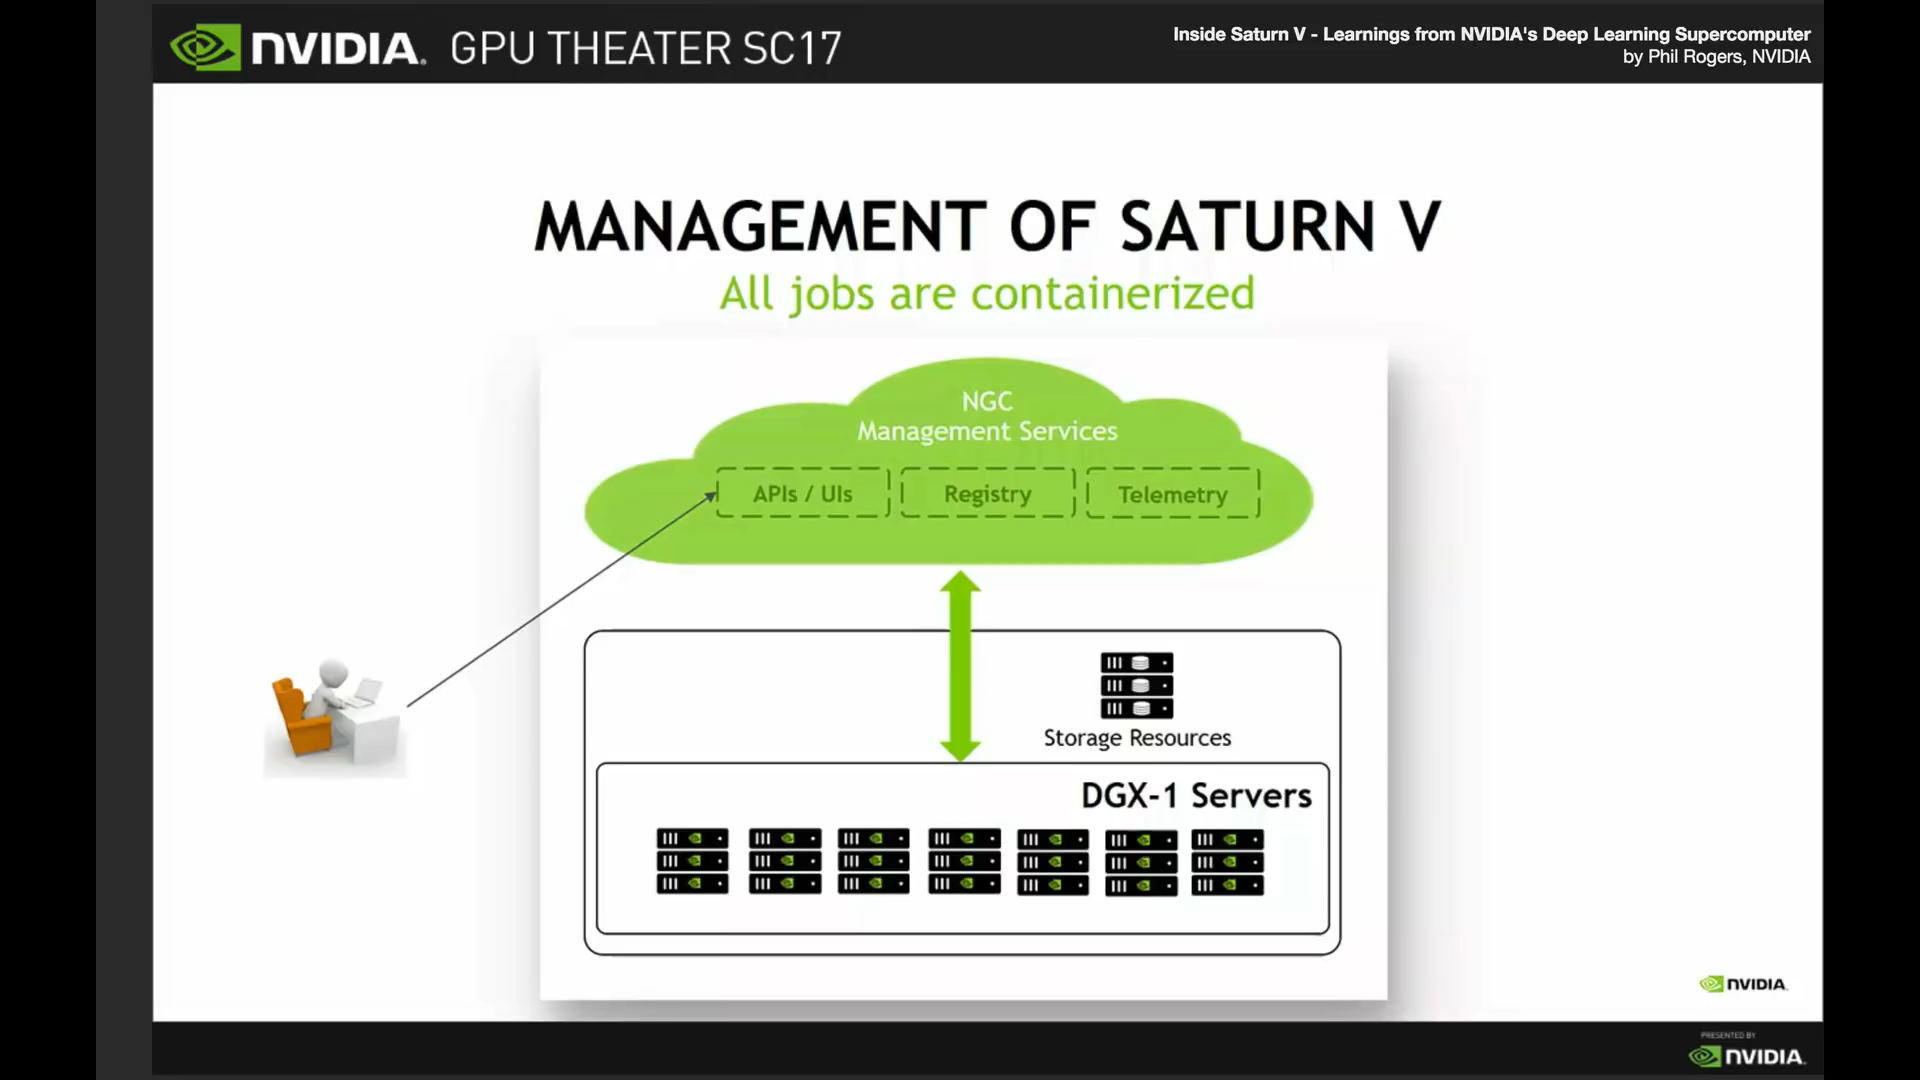 NVIDIA. GPU THEATER SC17
Inside Saturn V - Learnings from NVIDIA's Deep Learning Supercomputer
by Phil Rogers, NVIDIA
MANAGEMENT OF SATURN V
All jobs are containerized
NGC
Management Services
APIs / UIs
Registry
Telemetry
Storage Resources
DGX-1 Servers
NVIDIA.
PRESENTED BY
NVIDIA.